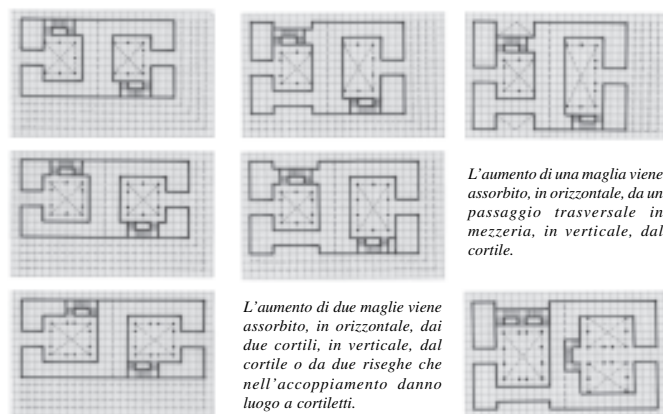 L'aumento di una maglia viene
assorbito, in orizzontale, da un
passaggio trasversale in
mezzeria, in verticale, dal
cortile.
L'aumento di due maglie viene
assorbito, in orizzontale, dai
due cortili, in verticale, dal
cortile o da due riseghe che
nell'accoppiamento danno
luogo a cortiletti.